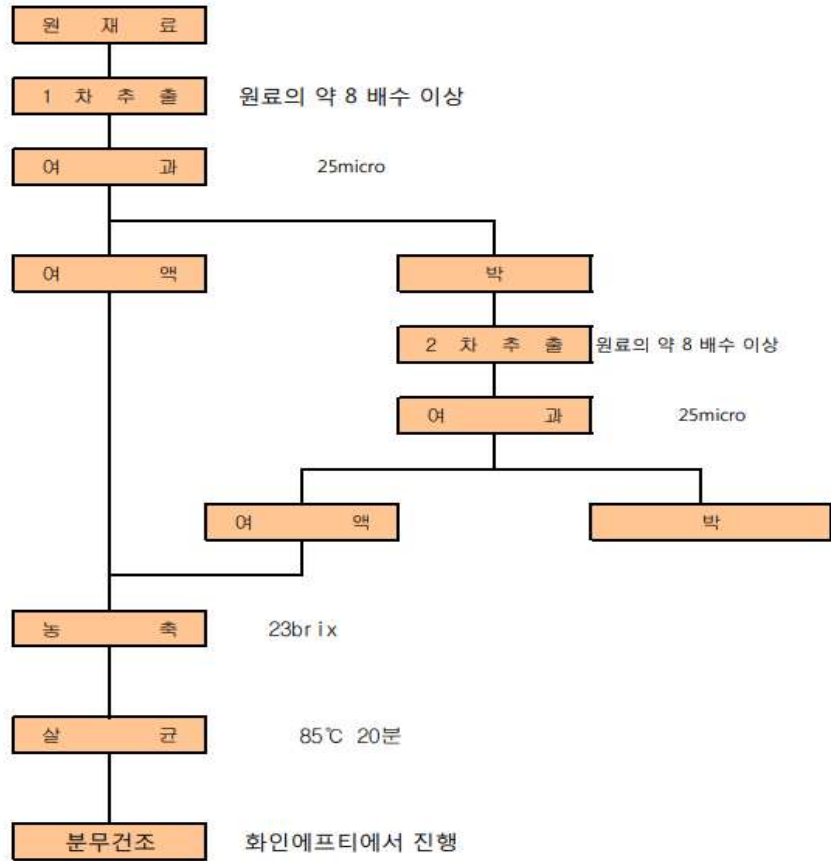 원 재 료
1 차 추 출 원료의 약 8 배수 이상
여 과 25micro
여 액 박
2 차 추 출 원료의 약 8 배수 이상
여 과 25micro
여 액 박
농 축 23brix
살 균 85℃ 20분
분무건조 화인에프티에서 진행